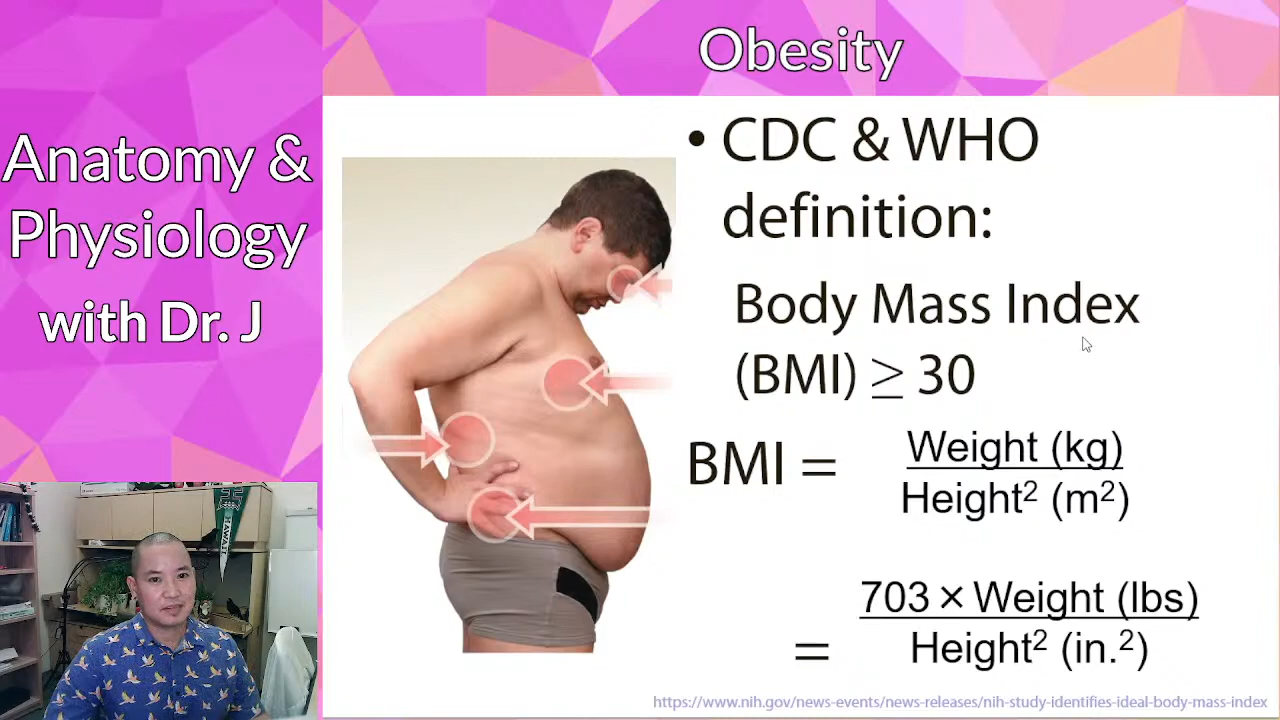 Anatomy &
Physiology
with Dr. J
HAWAI'I
Obesity
• CDC & WHO
definition:
Body Mass Index
(BMI) ≥ 30
BMI = Weight (kg)
Height² (m²)
703 × Weight (lbs)
= Height² (in.²)
https://www.nih.gov/news-events/news-releases/nih-study-identifies-ideal-body-mass-index